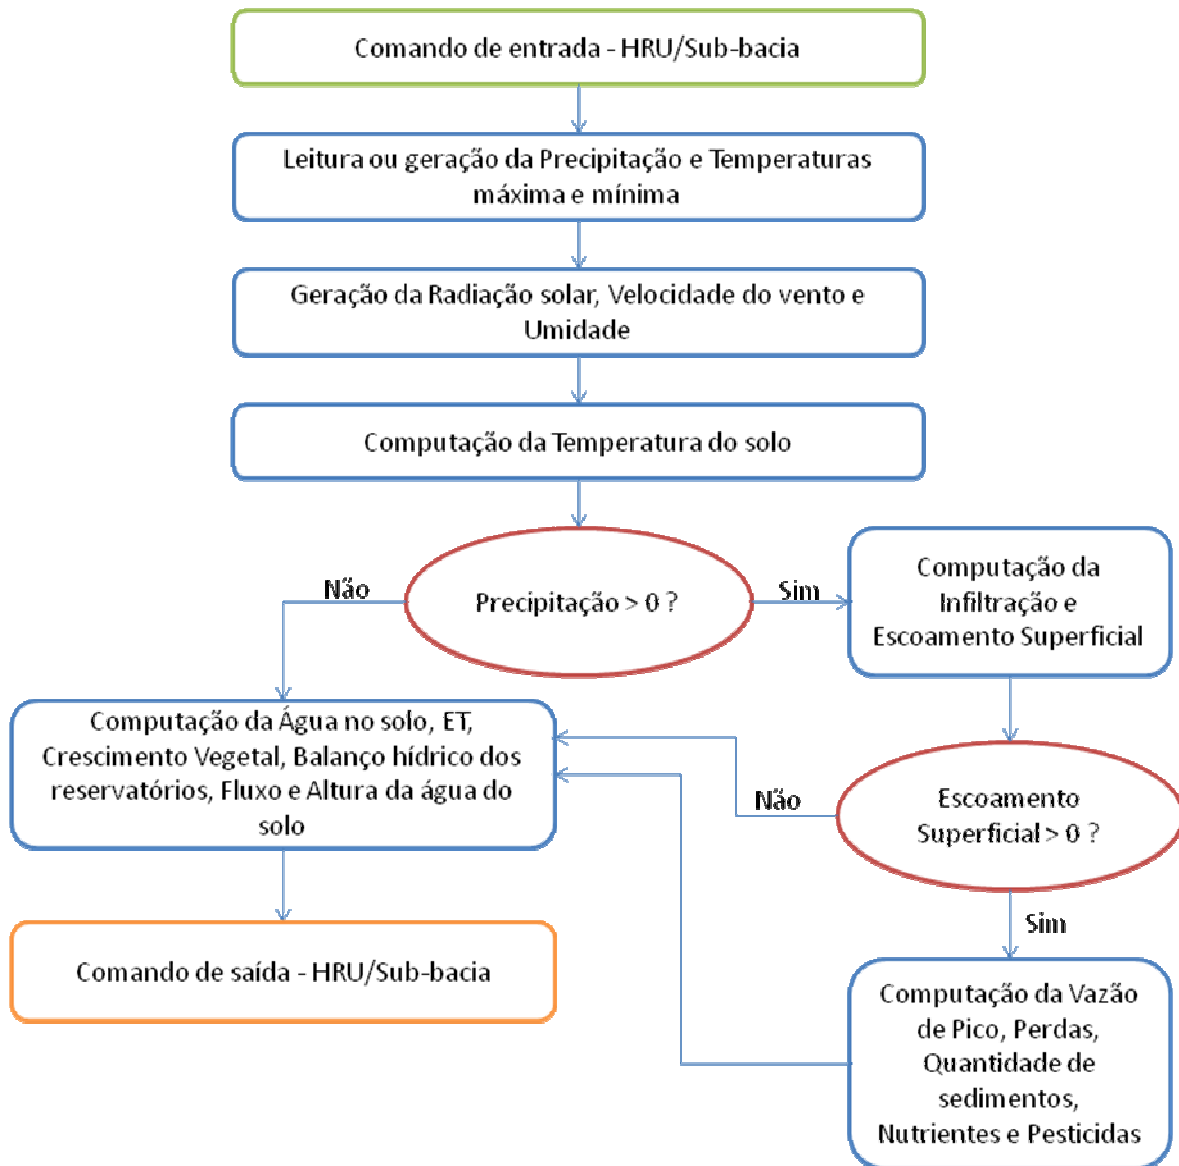 Comando de entrada - HRU/Sub-bacia
Leitura ou geração da Precipitação e Temperaturas
máxima e mínima
Geração da Radiação solar, Velocidade do vento e
Umidade
Computação da Temperatura do solo
Não
Precipitação > 0 ?
Sim
Computação da
Infiltração e
Escoamento Superficial
Computação da Água no solo, ET,
Crescimento Vegetal, Balanço hídrico dos
reservatórios, Fluxo e Altura da água do
solo
Não
Escoamento
Superficial > 0 ?
Sim
Comando de saída - HRU/Sub-bacia
Computação da Vazão
de Pico, Perdas,
Quantidade de
sedimentos,
Nutrientes e Pesticidas